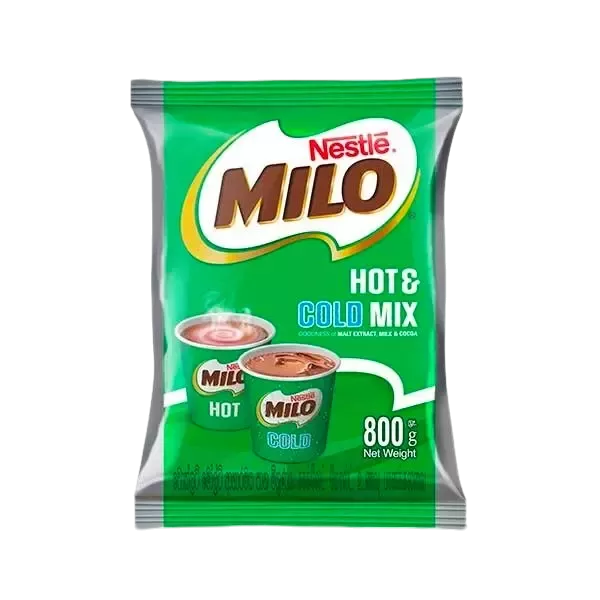 Nestlé.
MILO
HOT &
COLD MIX
GOODNESS of MALT EXTRACT, MILK & COCOA
Nestlé
MILO
HOT
Nestlé
MILO
COLD
800 g
Net Weight